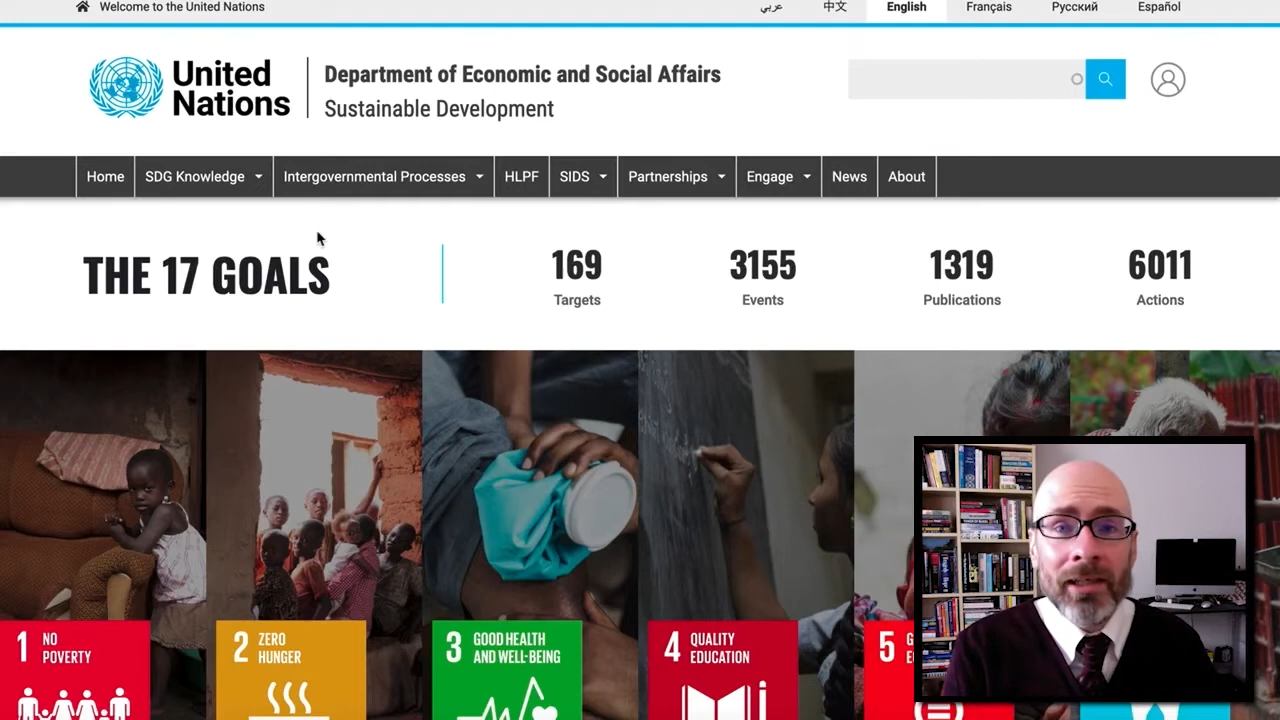 Welcome to the United Nations
عربي
中文
English
Français
Русский
Español
United
Nations
Department of Economic and Social Affairs
Sustainable Development
Home
SDG Knowledge
Intergovernmental Processes
HLPF
SIDS
Partnerships
Engage
News
About
THE 17 GOALS
169
Targets
3155
Events
1319
Publications
6011
Actions
1 NO
POVERTY
2 ZERO
HUNGER
3 GOOD HEALTH
AND WELL-BEING
4 QUALITY
EDUCATION
5